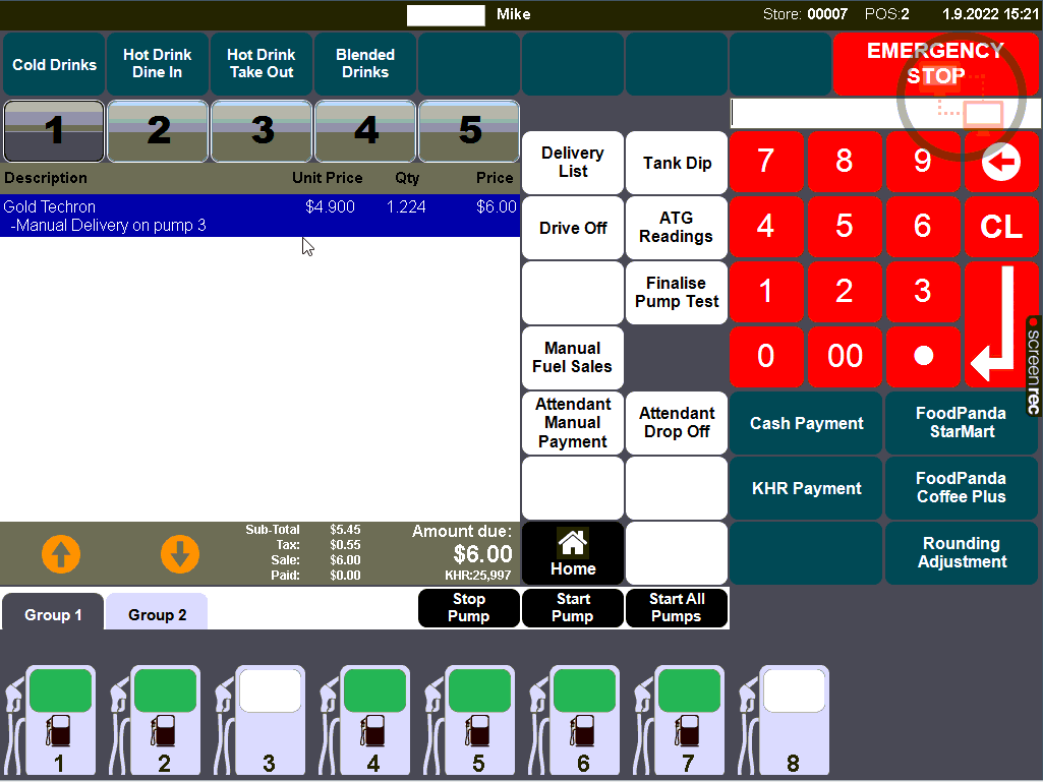 Mike
Store: 00007 POS:2 1.9.2022 15:21
Cold Drinks
Hot Drink
Dine In
Hot Drink
Take Out
Blended
Drinks
EMERGENCY
STOP
1 2 3 4 5
Description Unit Price Qty Price
Gold Techron $4.900 1.224 $6.00
-Manual Delivery on pump 3
Delivery
List
Tank Dip
Drive Off
ATG
Readings
Finalise
Pump Test
Manual
Fuel Sales
Attendant
Manual
Payment
Attendant
Drop Off
Home
7 8 9
4 5 6 CL
1 2 3
0 00
Cash Payment
FoodPanda
StarMart
KHR Payment
FoodPanda
Coffee Plus
Rounding
Adjustment
screenrec
Sub-Total $5.45
Tax: $0.55
Sale: $6.00
Paid: $0.00
Amount due:
$6.00
KHR:25,997
Group 1
Group 2
Stop
Pump
Start
Pump
Start All
Pumps
1 2 3 4 5 6 7 8